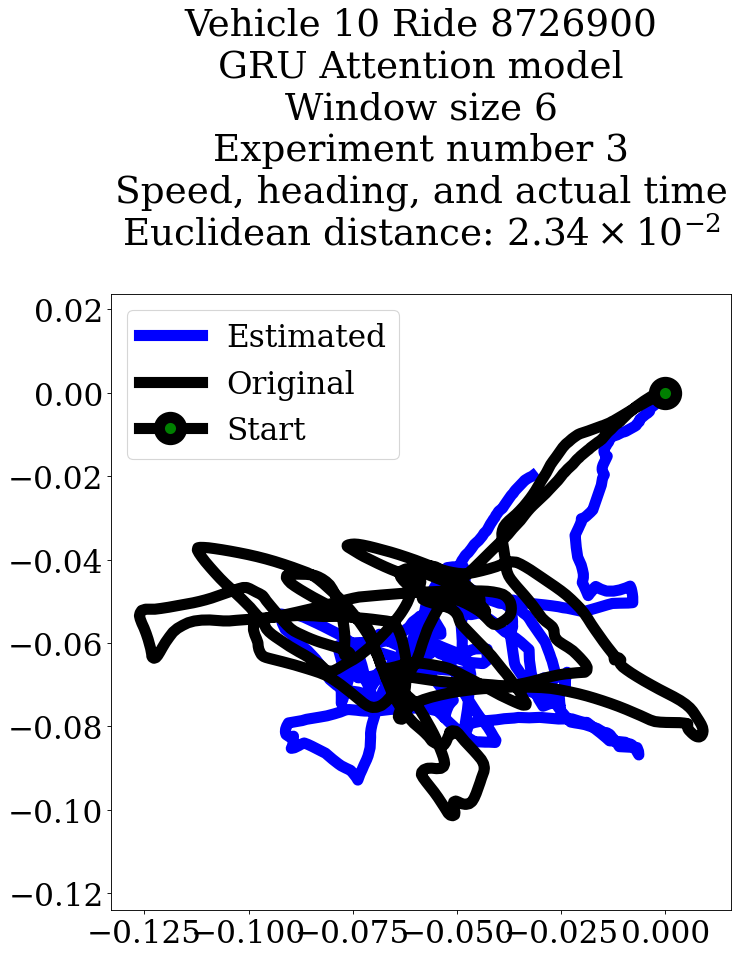 Vehicle 10 Ride 8726900
GRU Attention model
Window size 6
Experiment number 3
Speed, heading, and actual time
Euclidean distance: 2.34 × 10⁻²
Estimated
Original
Start
0.02
0.00
−0.02
−0.04
−0.06
−0.08
−0.10
−0.12
−0.125 −0.100 −0.075 −0.050 −0.025 0.000